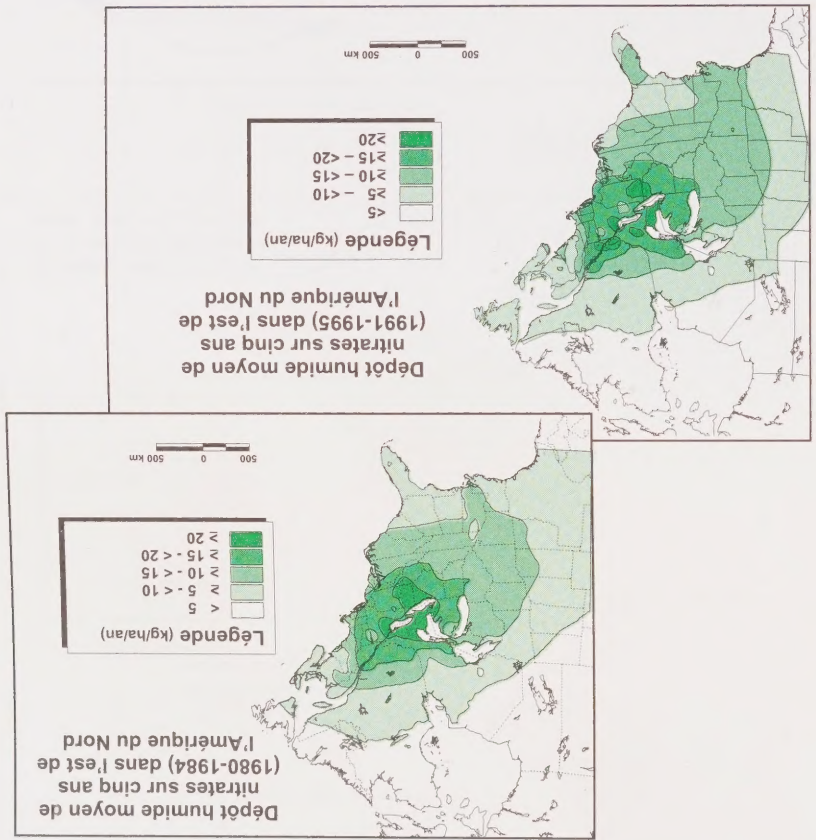 Dépôt humide moyen de
nitrates sur cinq ans
(1980-1984) dans l'est de
l'Amérique du Nord
Légende (kg/ha/an)
< 5
≥ 5 - < 10
≥ 10 - < 15
≥ 15 - < 20
≥ 20
500 0 500 km
Dépôt humide moyen de
nitrates sur cinq ans
(1991-1995) dans l'est de
l'Amérique du Nord
Légende (kg/ha/an)
<5
≥5 – <10
≥10 – <15
≥15 – <20
≥20
500 0 500 km